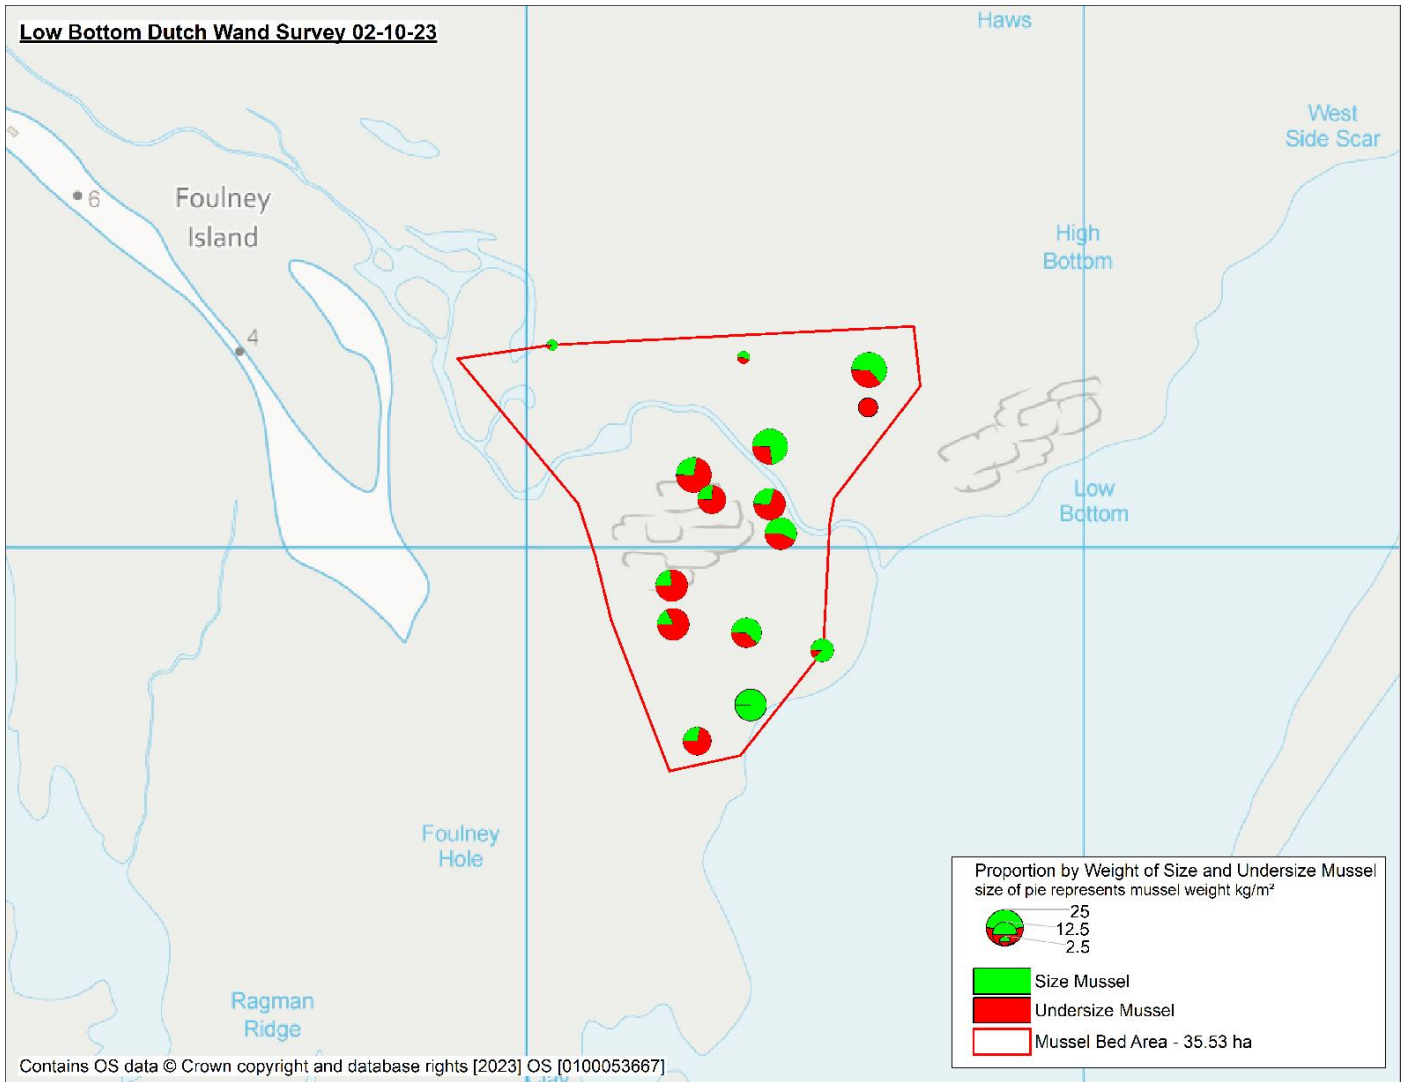 Low Bottom Dutch Wand Survey 02-10-23
Haws
West
Side Scar
6
Foulney
Island
High
Bottom
4
Low
Bottom
Foulney
Hole
Proportion by Weight of Size and Undersize Mussel
size of pie represents mussel weight kg/m²
25
12.5
2.5
Size Mussel
Undersize Mussel
Mussel Bed Area - 35.53 ha
Ragman
Ridge
Contains OS data © Crown copyright and database rights [2023] OS [0100053667]